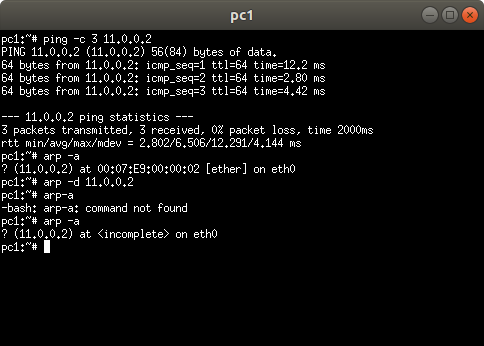 pc1
pc1:~# ping -c 3 11.0.0.2
PING 11.0.0.2 (11.0.0.2) 56(84) bytes of data.
64 bytes from 11.0.0.2: icmp_seq=1 ttl=64 time=12.2 ms
64 bytes from 11.0.0.2: icmp_seq=2 ttl=64 time=2.80 ms
64 bytes from 11.0.0.2: icmp_seq=3 ttl=64 time=4.42 ms
--- 11.0.0.2 ping statistics ---
3 packets transmitted, 3 received, 0% packet loss, time 2000ms
rtt min/avg/max/mdev = 2.802/6.506/12.291/4.144 ms
pc1:~# arp -a
? (11.0.0.2) at 00:07:E9:00:00:02 [ether] on eth0
pc1:~# arp -d 11.0.0.2
pc1:~# arp-a
-bash: arp-a: command not found
pc1:~# arp -a
? (11.0.0.2) at <incomplete> on eth0
pc1:~#